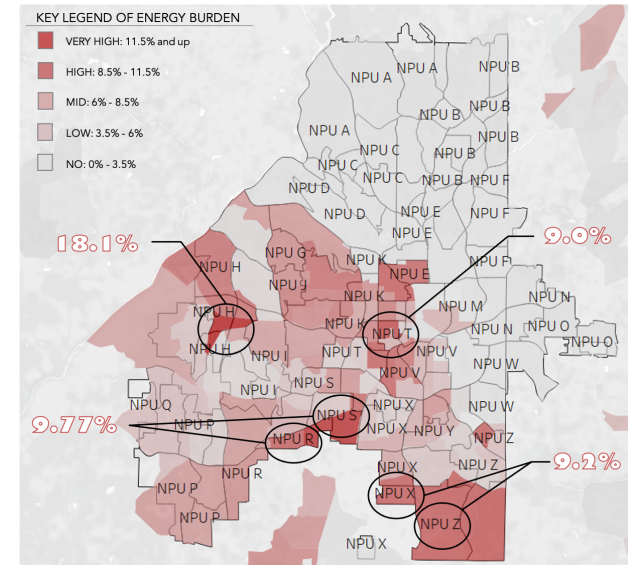 KEY LEGEND OF ENERGY BURDEN
VERY HIGH: 11.5% and up
HIGH: 8.5% - 11.5%
MID: 6% - 8.5%
LOW: 3.5% - 6%
NO: 0% - 3.5%
NPU A
NPU A
NPU B
NPU B
NPU B
NPU A
NPU B
NPU C
NPU B
NPU C
NPU C
NPU B
NPU F
NPU D
NPU D
NPU E
NPU F
NPU E
18.1%
9.0%
NPU G
NPU K
NPU F
NPU H
NPU E
NPU J
NPU K
NPU N
NPU M
NPU H
NPU K
NPU T
NPU N
NPU O
NPU O
NPU H
NPU I
NPU T
NPU V
NPU W
NPU V
NPU S
NPU I
NPU Q
NPU X
NPU W
NPU S
9.77%
NPU P
NPU X
NPU Y
NPU R
NPU Z
NPU X
NPU Z
9.2%
NPU R
NPU P
NPU X
NPU P
NPU Z
NPU X